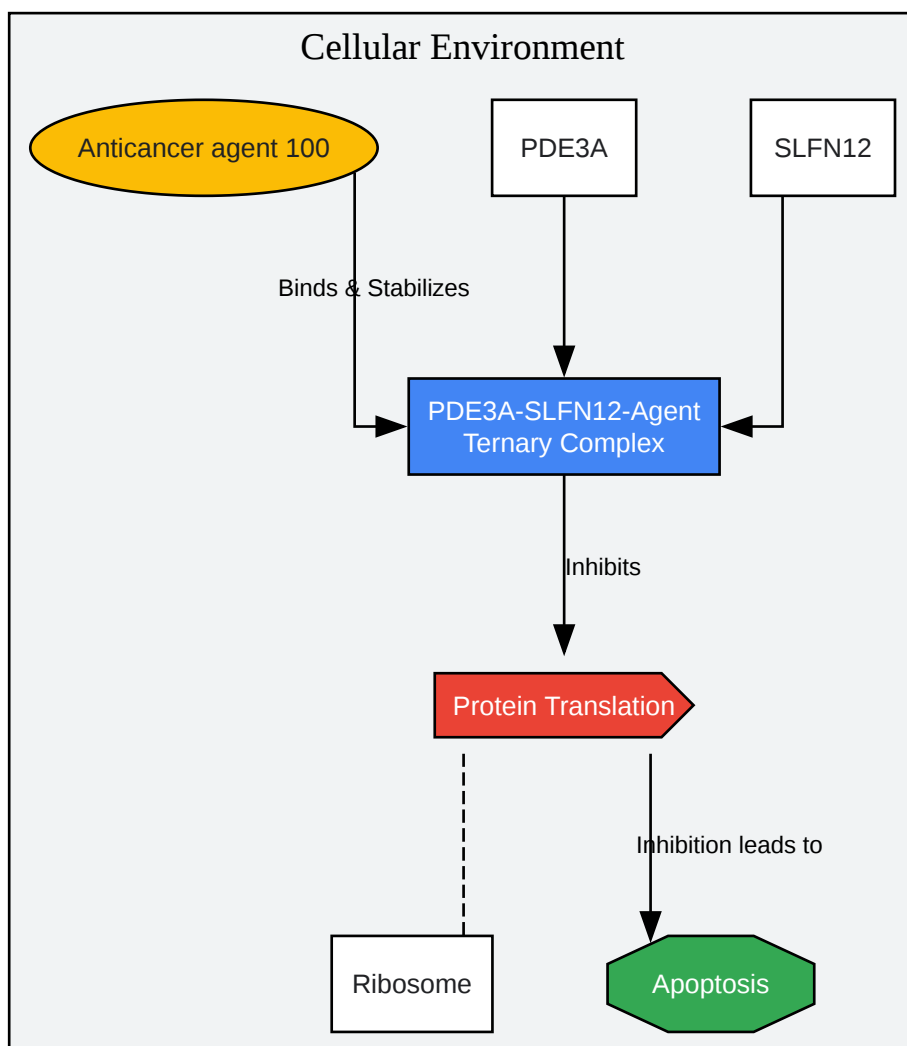 Cellular Environment
Anticancer agent 100
PDE3A
SLFN12
Binds & Stabilizes
PDE3A-SLFN12-Agent
Ternary Complex
Inhibits
Protein Translation
Inhibition leads to
Ribosome
Apoptosis